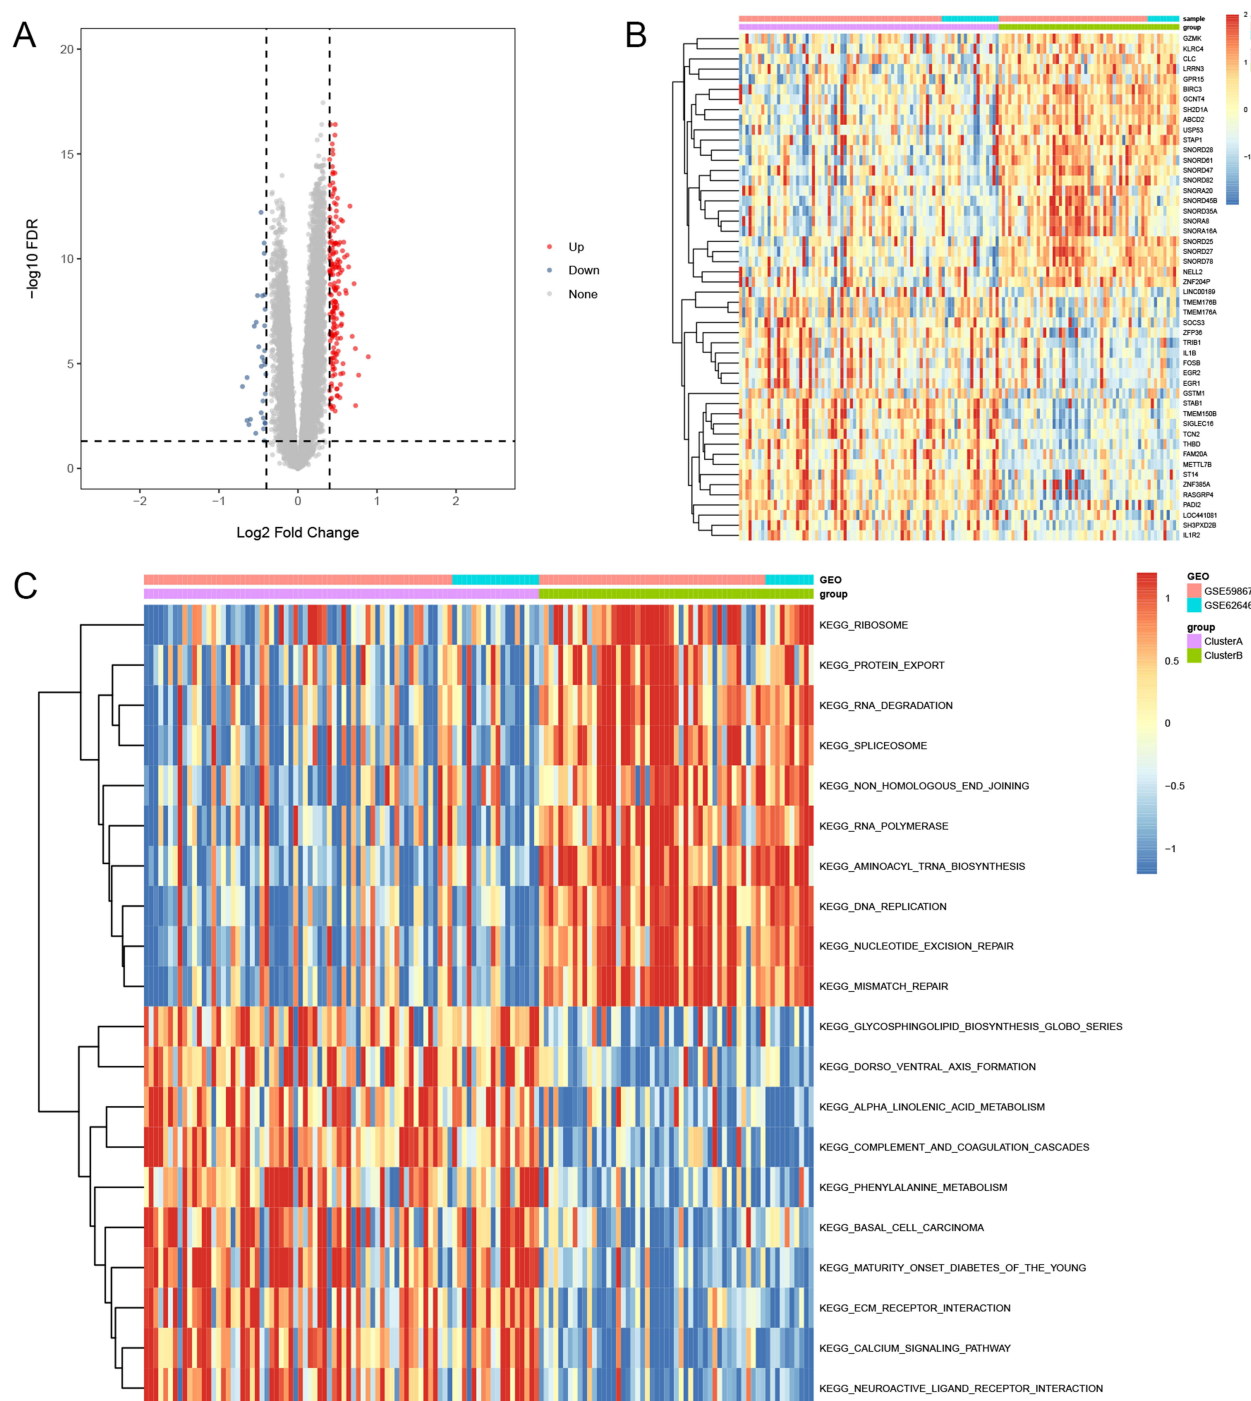 A
20
15
10
5
0
−log10 FDR
−2
−1
0
1
2
Log2 Fold Change
Up
Down
None
B
sample
group
GZMK
KLRC4
CLC
LRRN3
GPR15
BIRC3
GCNT4
SH2D1A
ABCD2
USP53
STAP1
SNORD28
SNORD61
SNORD47
SNORD82
SNORA20
SNORD45B
SNORD35A
SNORA8
SNORA16A
SNORD25
SNORD27
SNORD78
NELL2
ZNF204P
LINC00189
TMEM176B
TMEM176A
SOCS3
ZFP36
TRIB1
IL1B
FOSB
EGR2
EGR1
GSTM1
STAB1
TMEM150B
SIGLEC16
TCN2
THBD
FAM20A
METTL7B
ST14
ZNF385A
RASGRP4
PADI2
LOC441081
SH3PXD2B
IL1R2
2
1
0
−1
C
GEO
group
KEGG_RIBOSOME
KEGG_PROTEIN_EXPORT
KEGG_RNA_DEGRADATION
KEGG_SPLICEOSOME
KEGG_NON_HOMOLOGOUS_END_JOINING
KEGG_RNA_POLYMERASE
KEGG_AMINOACYL_TRNA_BIOSYNTHESIS
KEGG_DNA_REPLICATION
KEGG_NUCLEOTIDE_EXCISION_REPAIR
KEGG_MISMATCH_REPAIR
KEGG_GLYCOSPHINGOLIPID_BIOSYNTHESIS_GLOBO_SERIES
KEGG_DORSO_VENTRAL_AXIS_FORMATION
KEGG_ALPHA_LINOLENIC_ACID_METABOLISM
KEGG_COMPLEMENT_AND_COAGULATION_CASCADES
KEGG_PHENYLALANINE_METABOLISM
KEGG_BASAL_CELL_CARCINOMA
KEGG_MATURITY_ONSET_DIABETES_OF_THE_YOUNG
KEGG_ECM_RECEPTOR_INTERACTION
KEGG_CALCIUM_SIGNALING_PATHWAY
KEGG_NEUROACTIVE_LIGAND_RECEPTOR_INTERACTION
1
0.5
0
−0.5
−1
GEO
GSE59867
GSE62646
group
ClusterA
ClusterB